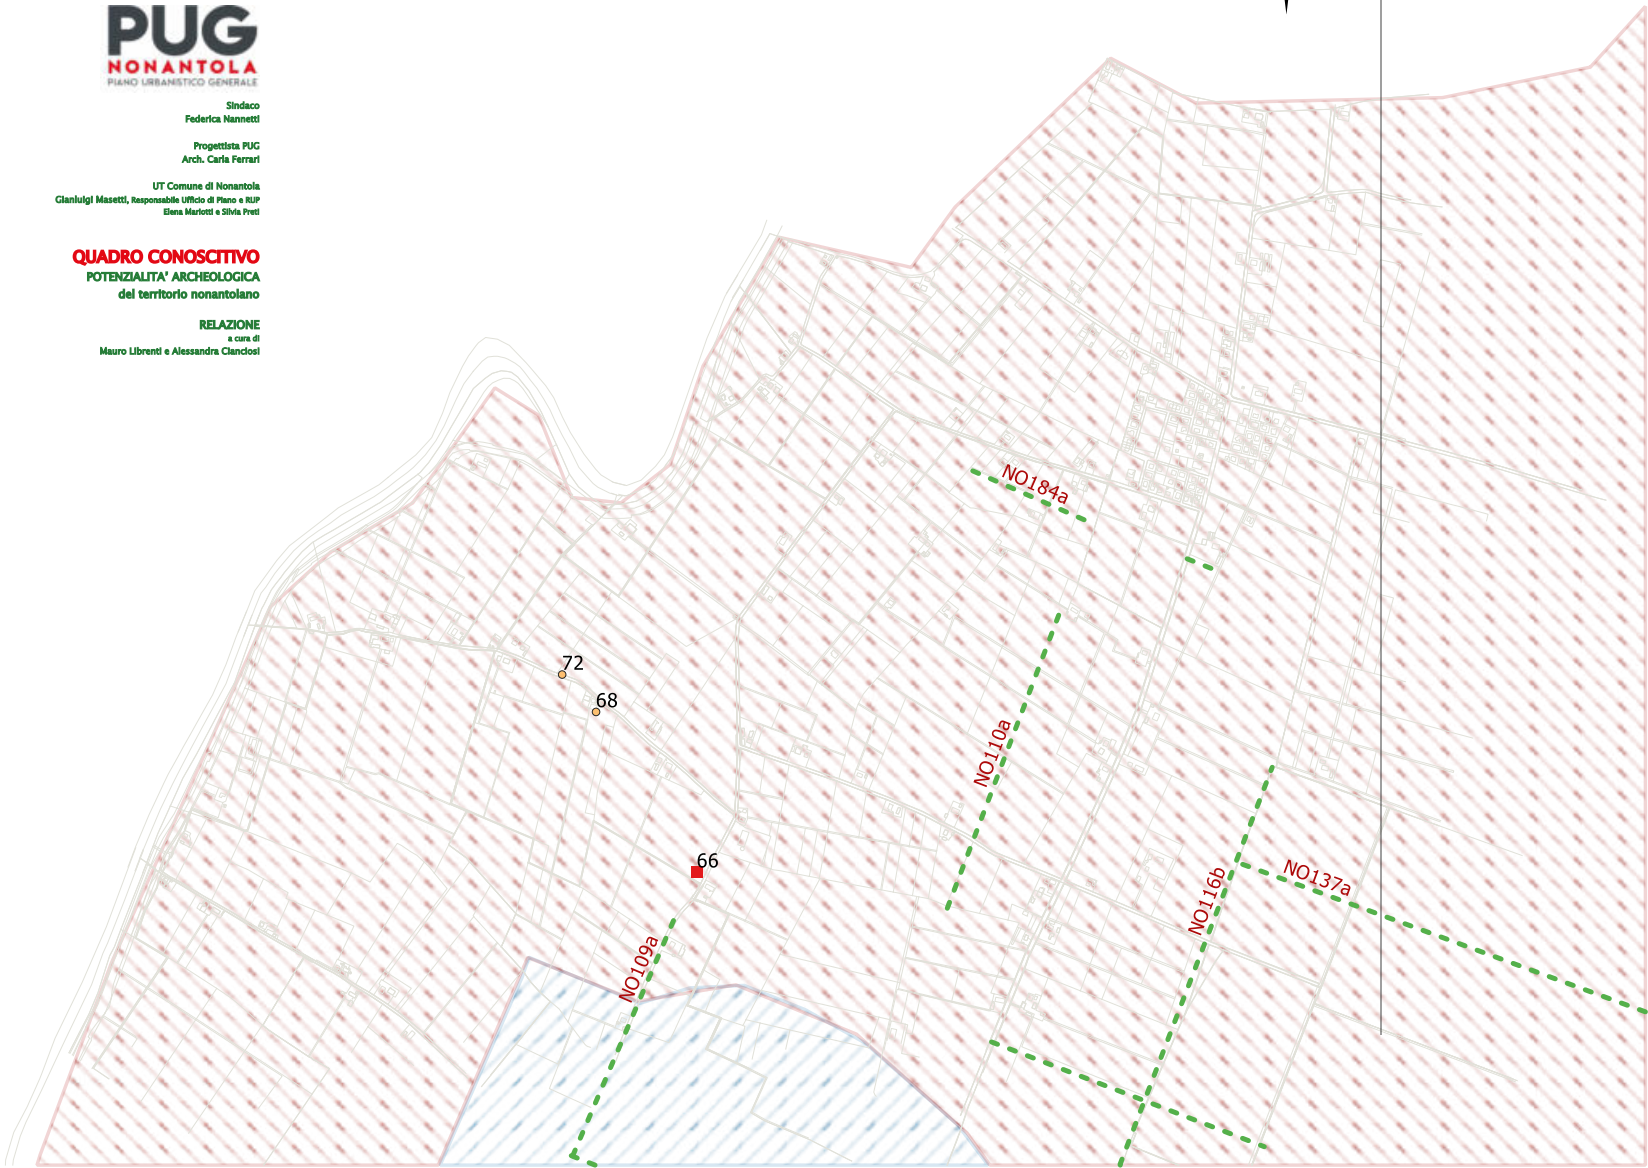 PUG
NONANTOLA
PIANO URBANISTICO GENERALE
Sindaco
Federica Nannetti
Progettista PUG
Arch. Carla Ferrari
UT Comune di Nonantola
Gianluigi Masetti, Responsabile Ufficio di Piano e RUP
Elena Mariotti e Silvia Preti
QUADRO CONOSCITIVO
POTENZIALITA' ARCHEOLOGICA
del territorio nonantolano
RELAZIONE
a cura di
Mauro Librenti e Alessandra Cianciosi
NO184a
72
68
NO110a
66
NO137a
NO116b
NO109a